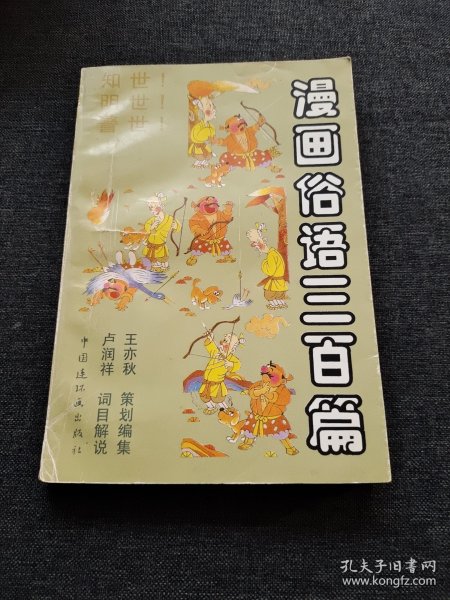 漫画俗语三百篇
知世！
明世！
警世！
王亦秋 策划编集
卢润祥 词目解说
中国连环画出版社
孔夫子旧书网
www.kongfz.com